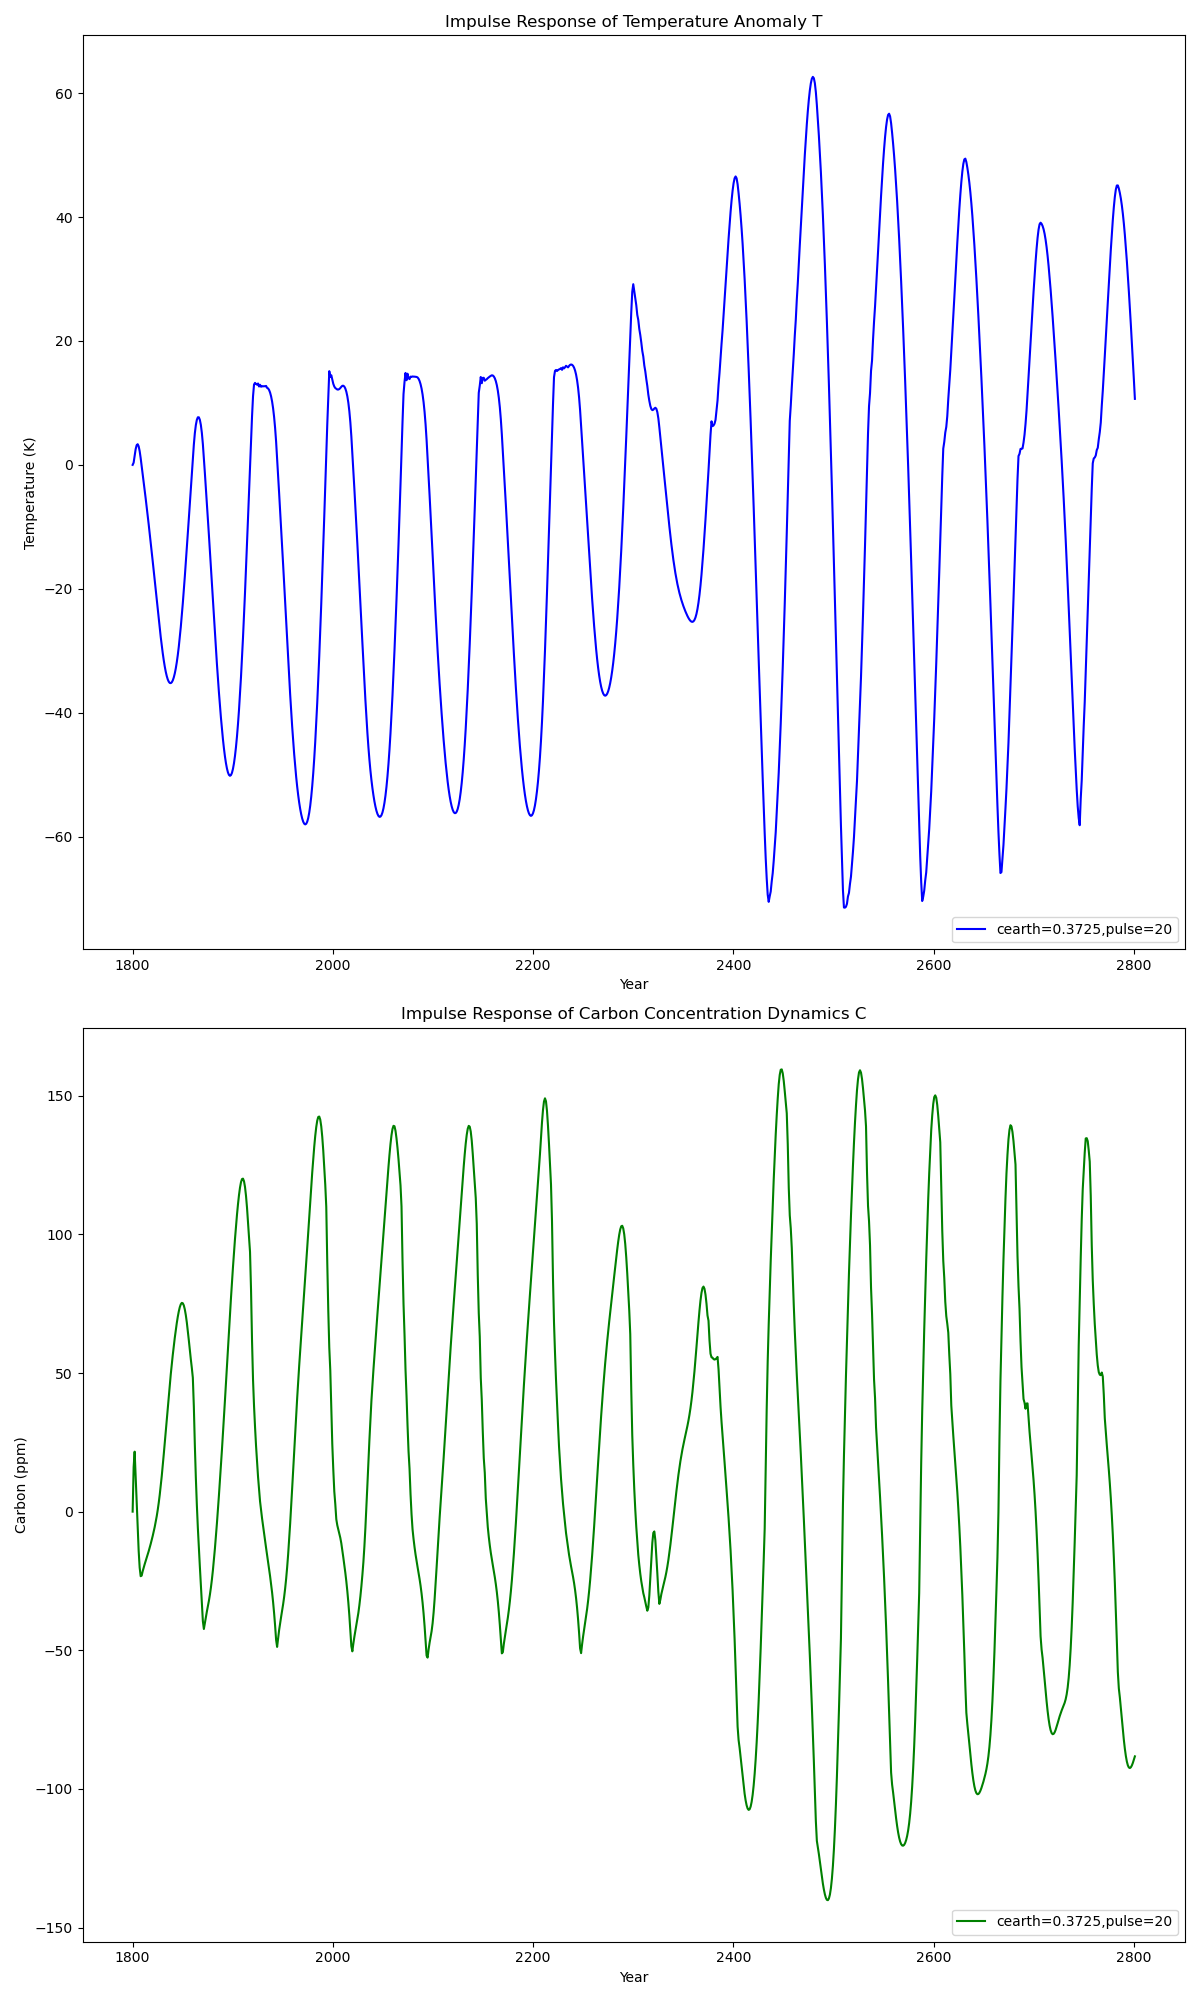 Impulse Response of Temperature Anomaly T
Temperature (K)
60
40
20
0
−20
−40
−60
1800 2000 2200 2400 2600 2800
Year
cearth=0.3725,pulse=20
Impulse Response of Carbon Concentration Dynamics C
Carbon (ppm)
150
100
50
0
−50
−100
−150
1800 2000 2200 2400 2600 2800
Year
cearth=0.3725,pulse=20